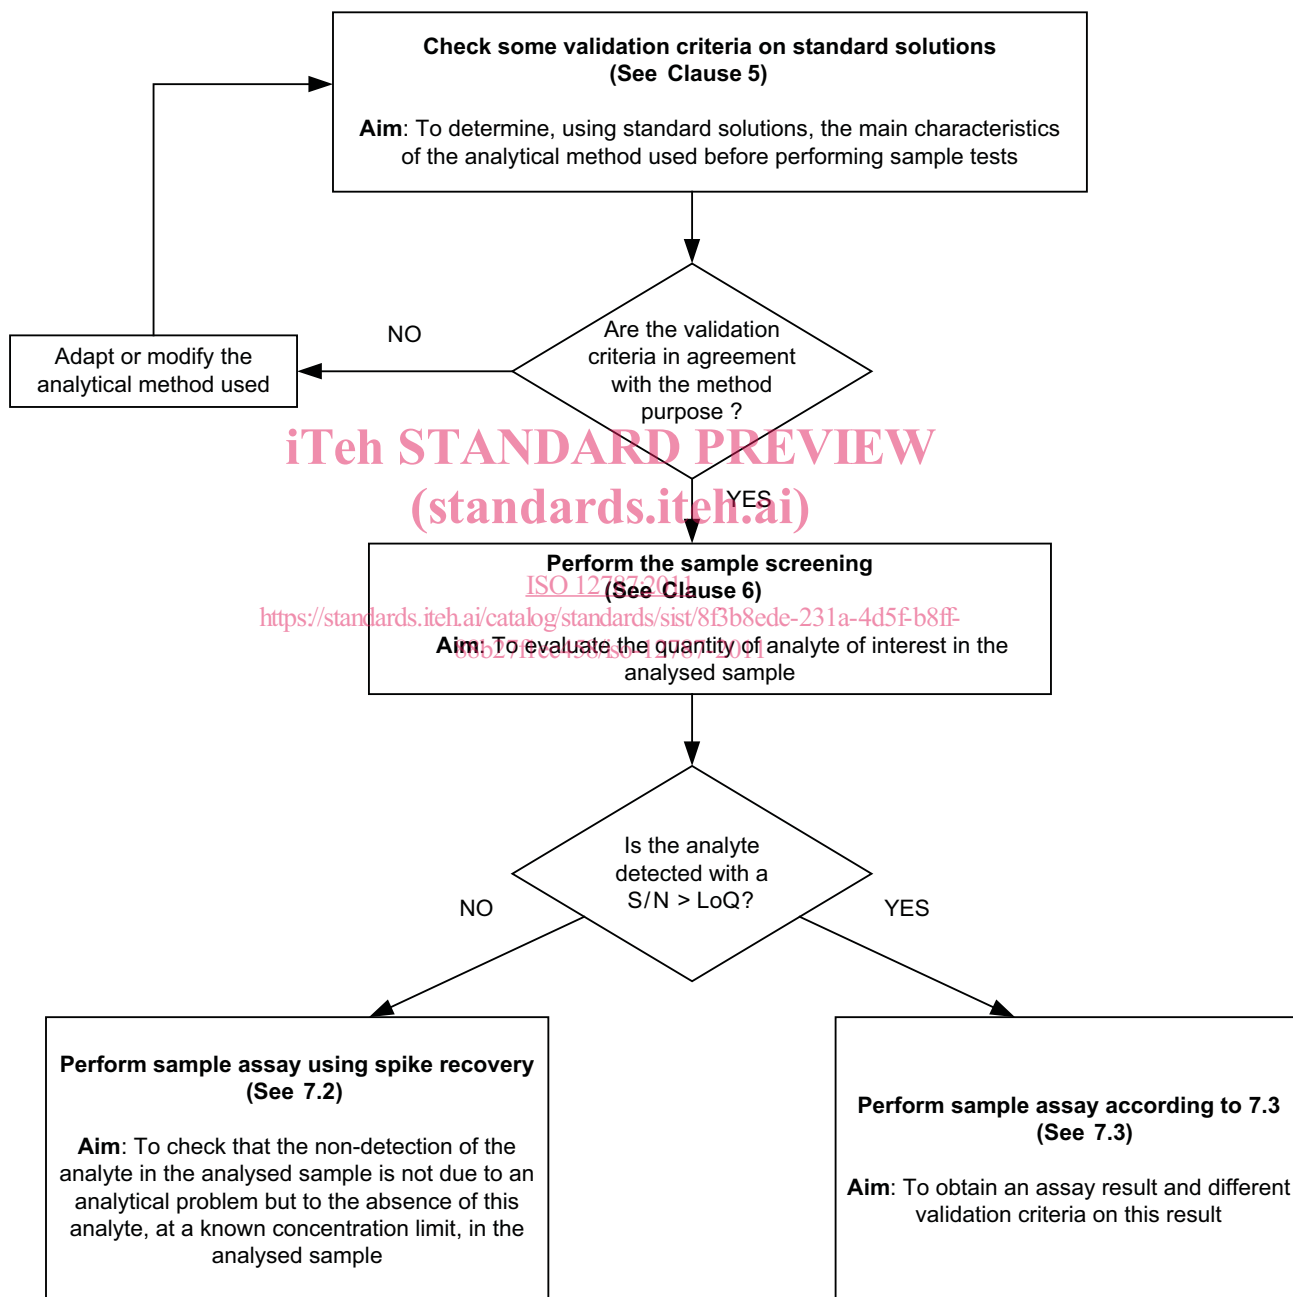 Check some validation criteria on standard solutions
(See Clause 5)
Aim: To determine, using standard solutions, the main characteristics
of the analytical method used before performing sample tests
Are the validation
criteria in agreement
with the method
purpose ?
NO
Adapt or modify the
analytical method used
iTeh STANDARD PREVIEW
(standards.iteh.ai)
YES
Perform the sample screening
(See Clause 6)
ISO 12787:2011
https://standards.iteh.ai/catalog/standards/sist/8f3b8ede-231a-4d5f-b8ff-
Aim: To evaluate the quantity of analyte of interest in the
analysed sample
Is the analyte
detected with a
S/N > LoQ?
NO
YES
Perform sample assay using spike recovery
(See 7.2)
Aim: To check that the non-detection of the
analyte in the analysed sample is not due to an
analytical problem but to the absence of this
analyte, at a known concentration limit, in the
analysed sample
Perform sample assay according to 7.3
(See 7.3)
Aim: To obtain an assay result and different
validation criteria on this result